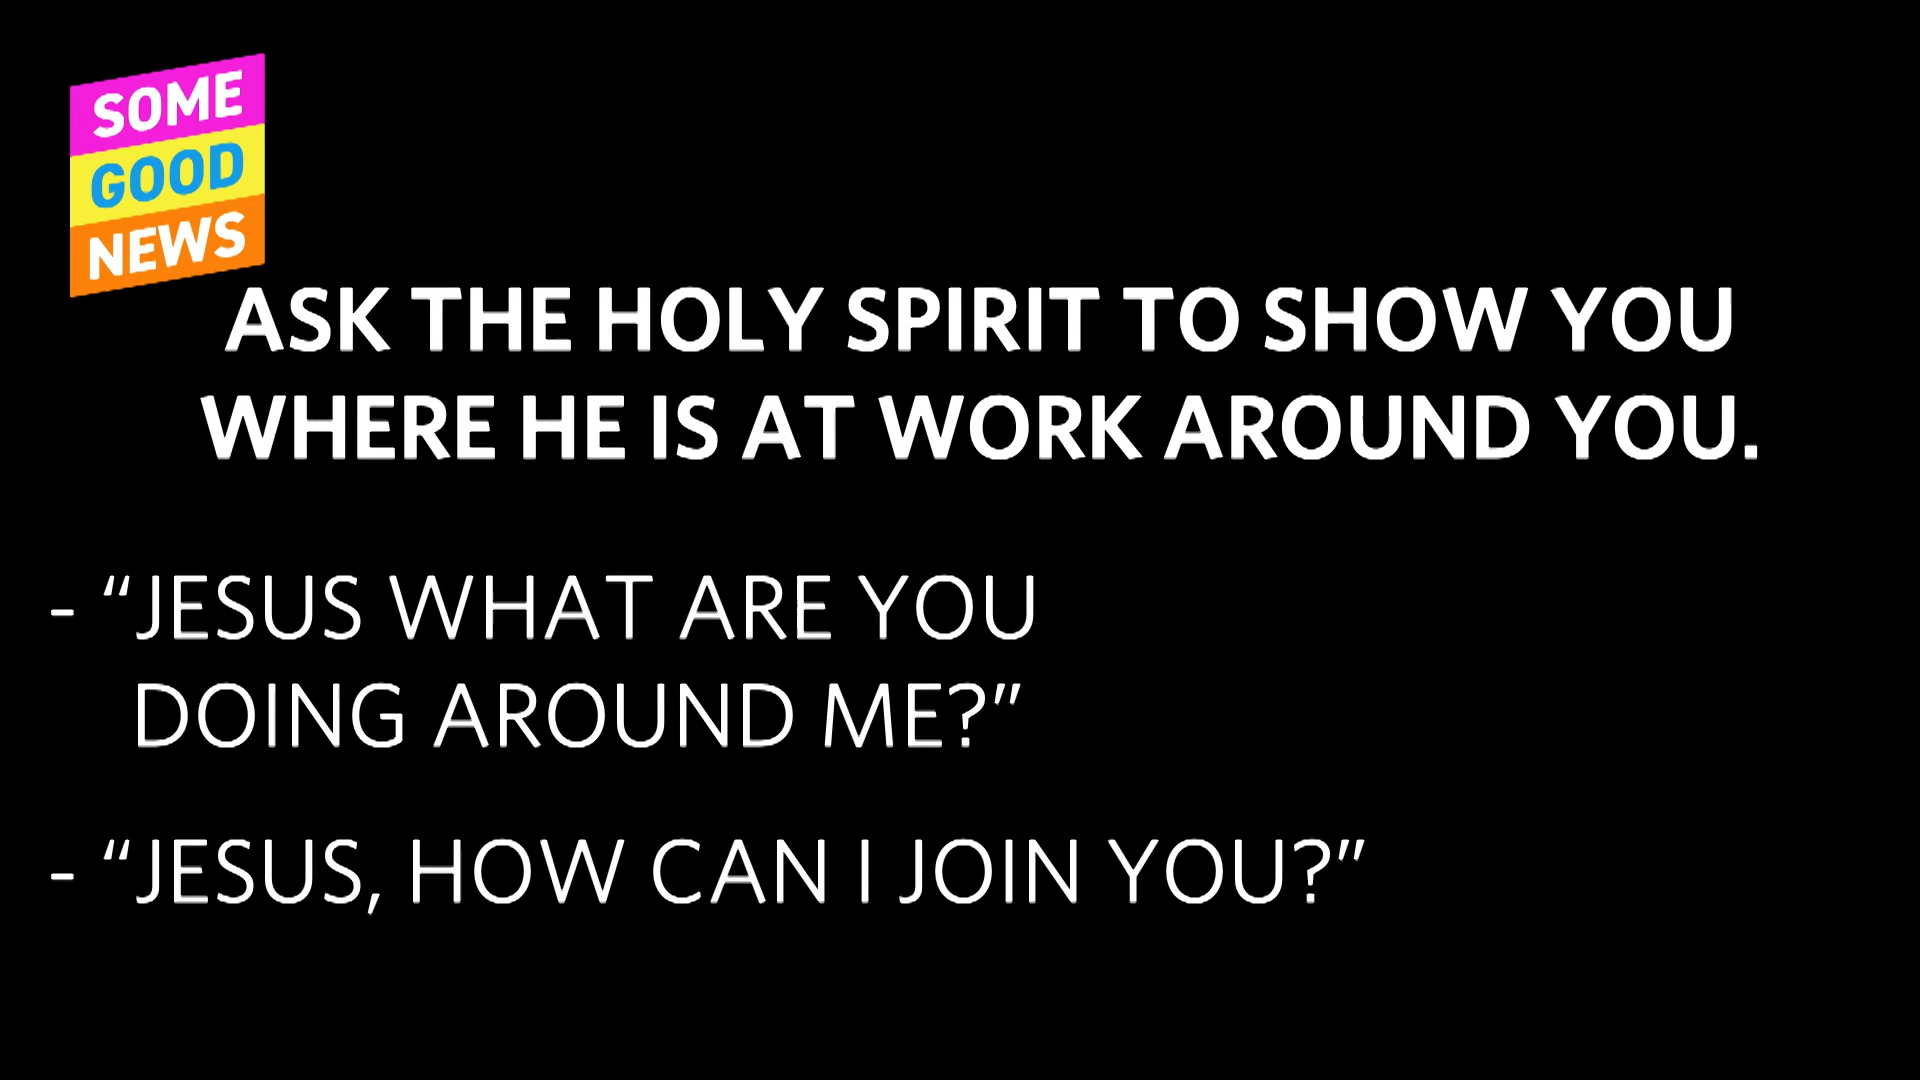 SOME
GOOD
NEWS
ASK THE HOLY SPIRIT TO SHOW YOU
WHERE HE IS AT WORK AROUND YOU.
- “JESUS WHAT ARE YOU
DOING AROUND ME?”
- “JESUS, HOW CAN I JOIN YOU?”